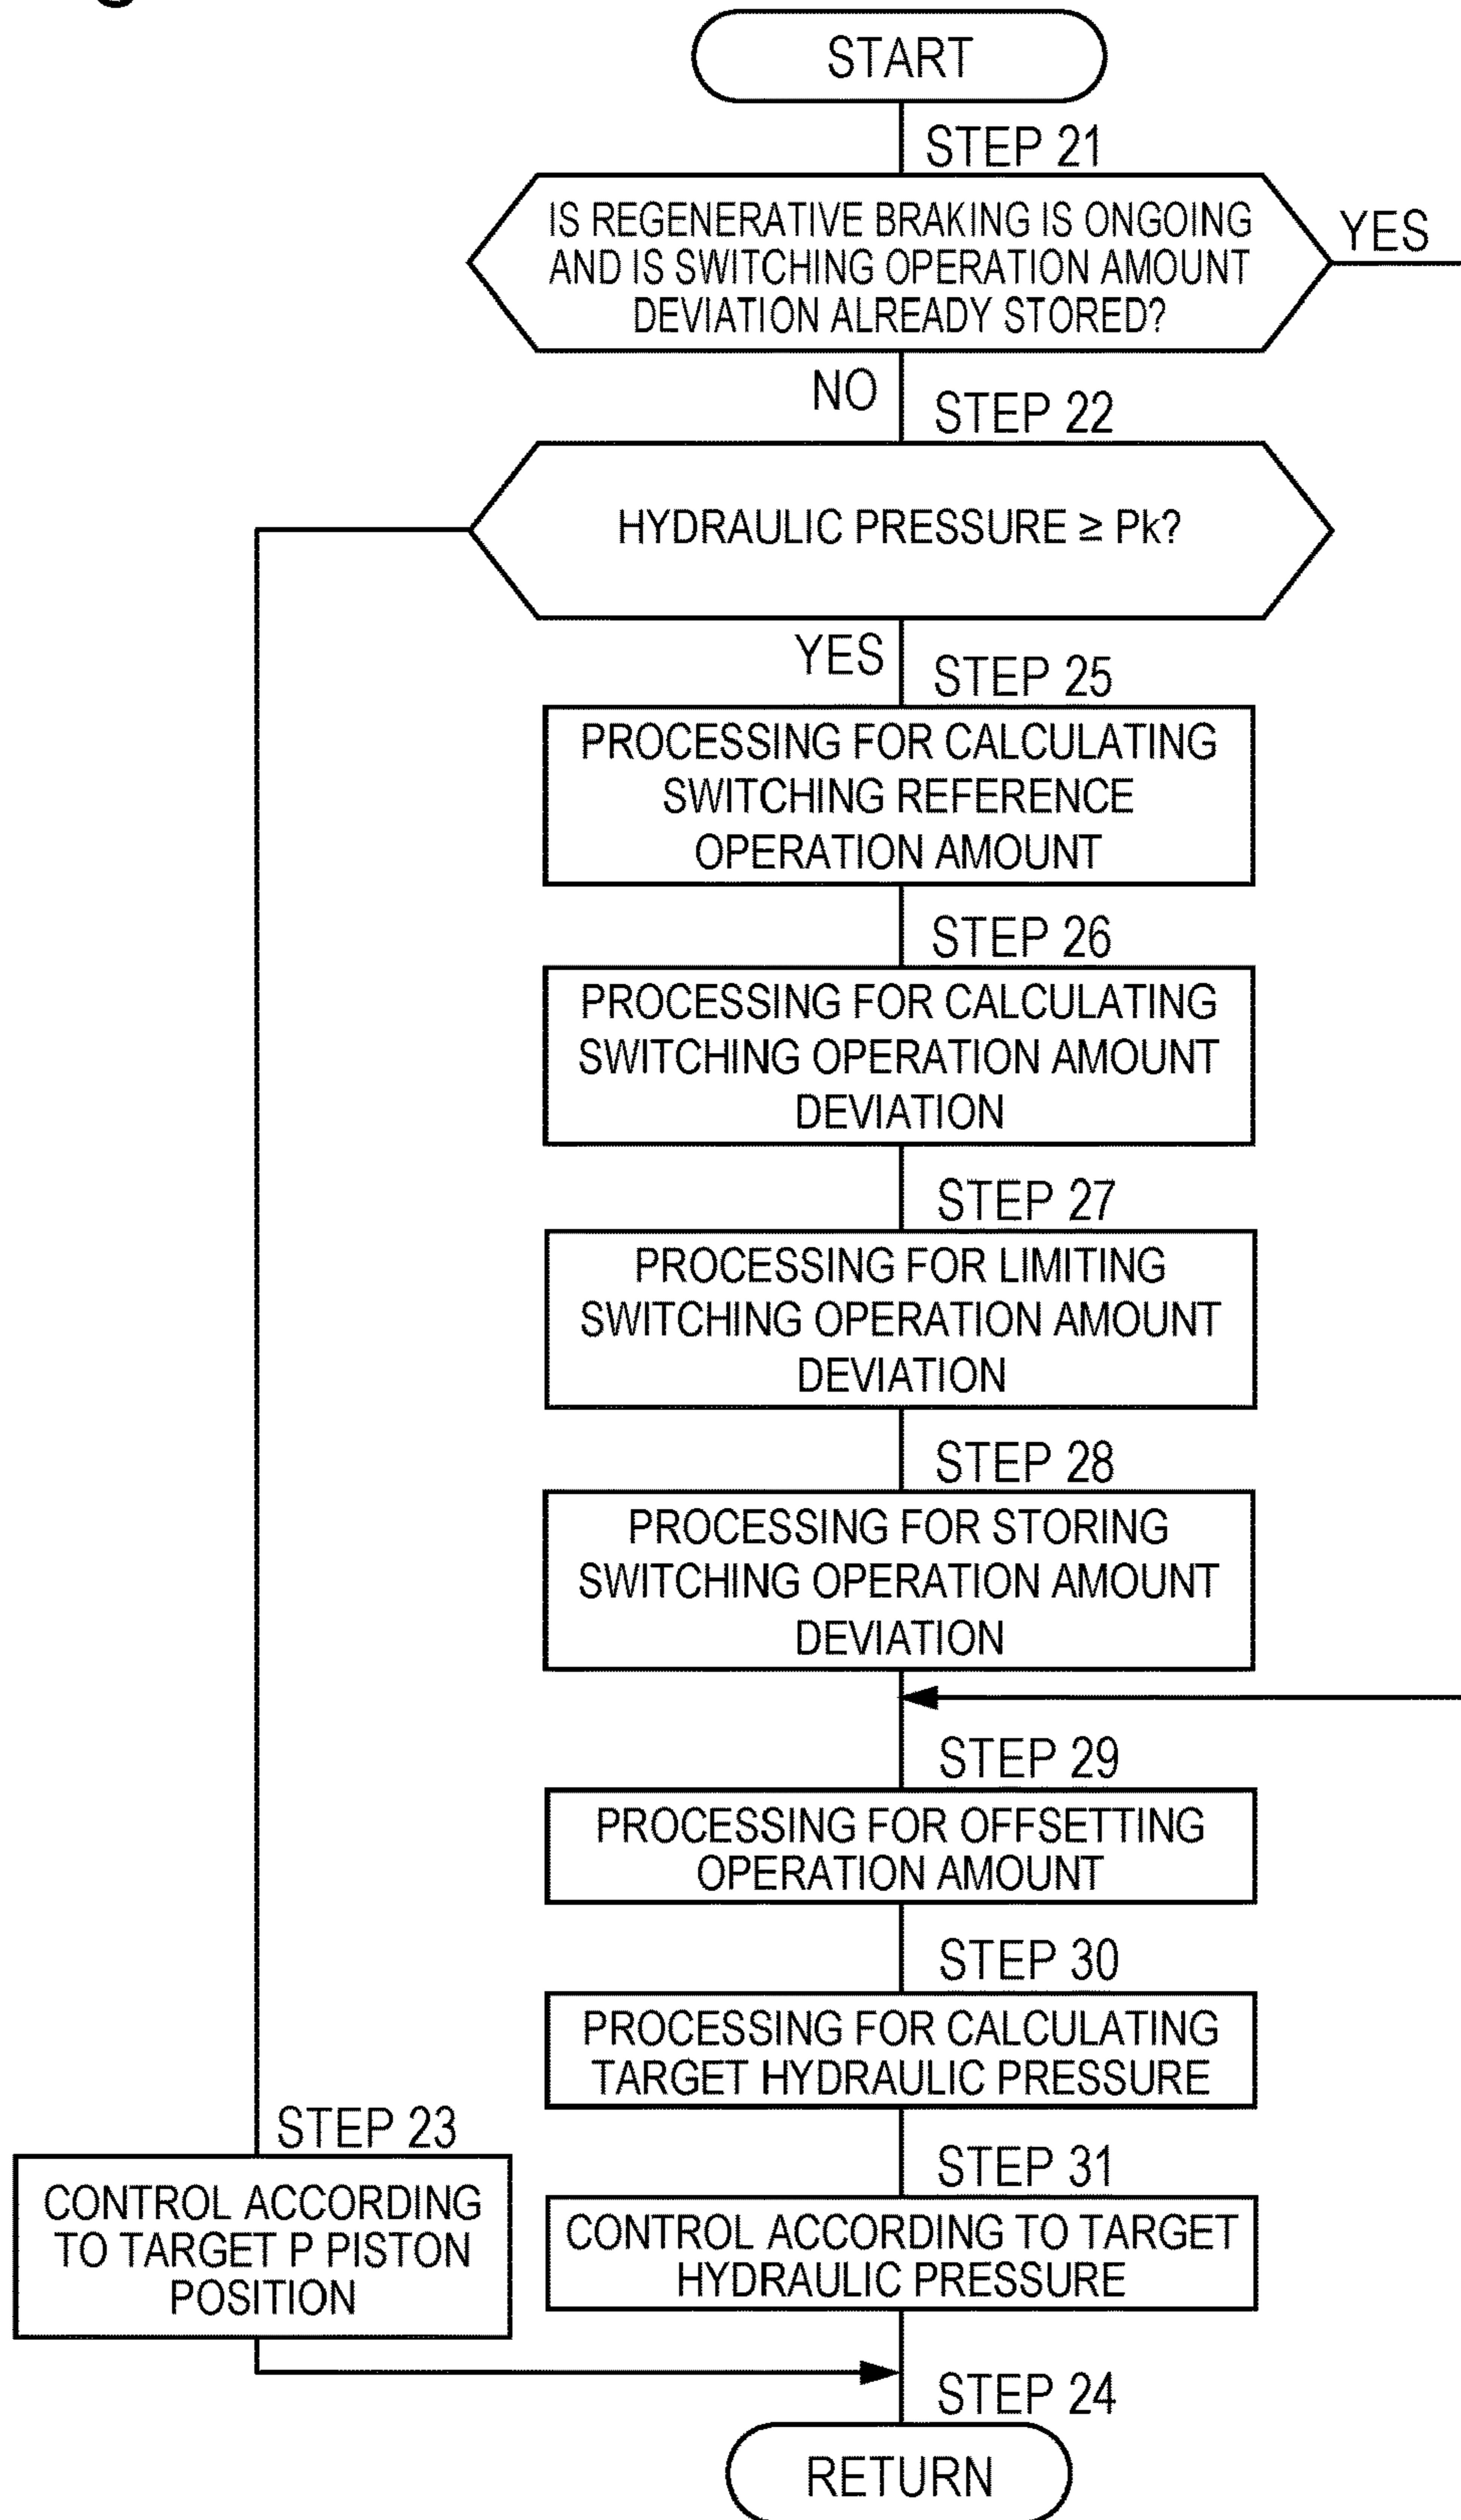 START
STEP 21
IS REGENERATIVE BRAKING IS ONGOING
AND IS SWITCHING OPERATION AMOUNT
DEVIATION ALREADY STORED?
YES
NO
STEP 22
HYDRAULIC PRESSURE ≥ Pk?
YES
STEP 25
PROCESSING FOR CALCULATING
SWITCHING REFERENCE
OPERATION AMOUNT
STEP 26
PROCESSING FOR CALCULATING
SWITCHING OPERATION AMOUNT
DEVIATION
STEP 27
PROCESSING FOR LIMITING
SWITCHING OPERATION AMOUNT
DEVIATION
STEP 28
PROCESSING FOR STORING
SWITCHING OPERATION AMOUNT
DEVIATION
STEP 29
PROCESSING FOR OFFSETTING
OPERATION AMOUNT
STEP 30
PROCESSING FOR CALCULATING
TARGET HYDRAULIC PRESSURE
STEP 23
CONTROL ACCORDING
TO TARGET P PISTON
POSITION
STEP 31
CONTROL ACCORDING TO TARGET
HYDRAULIC PRESSURE
STEP 24
RETURN